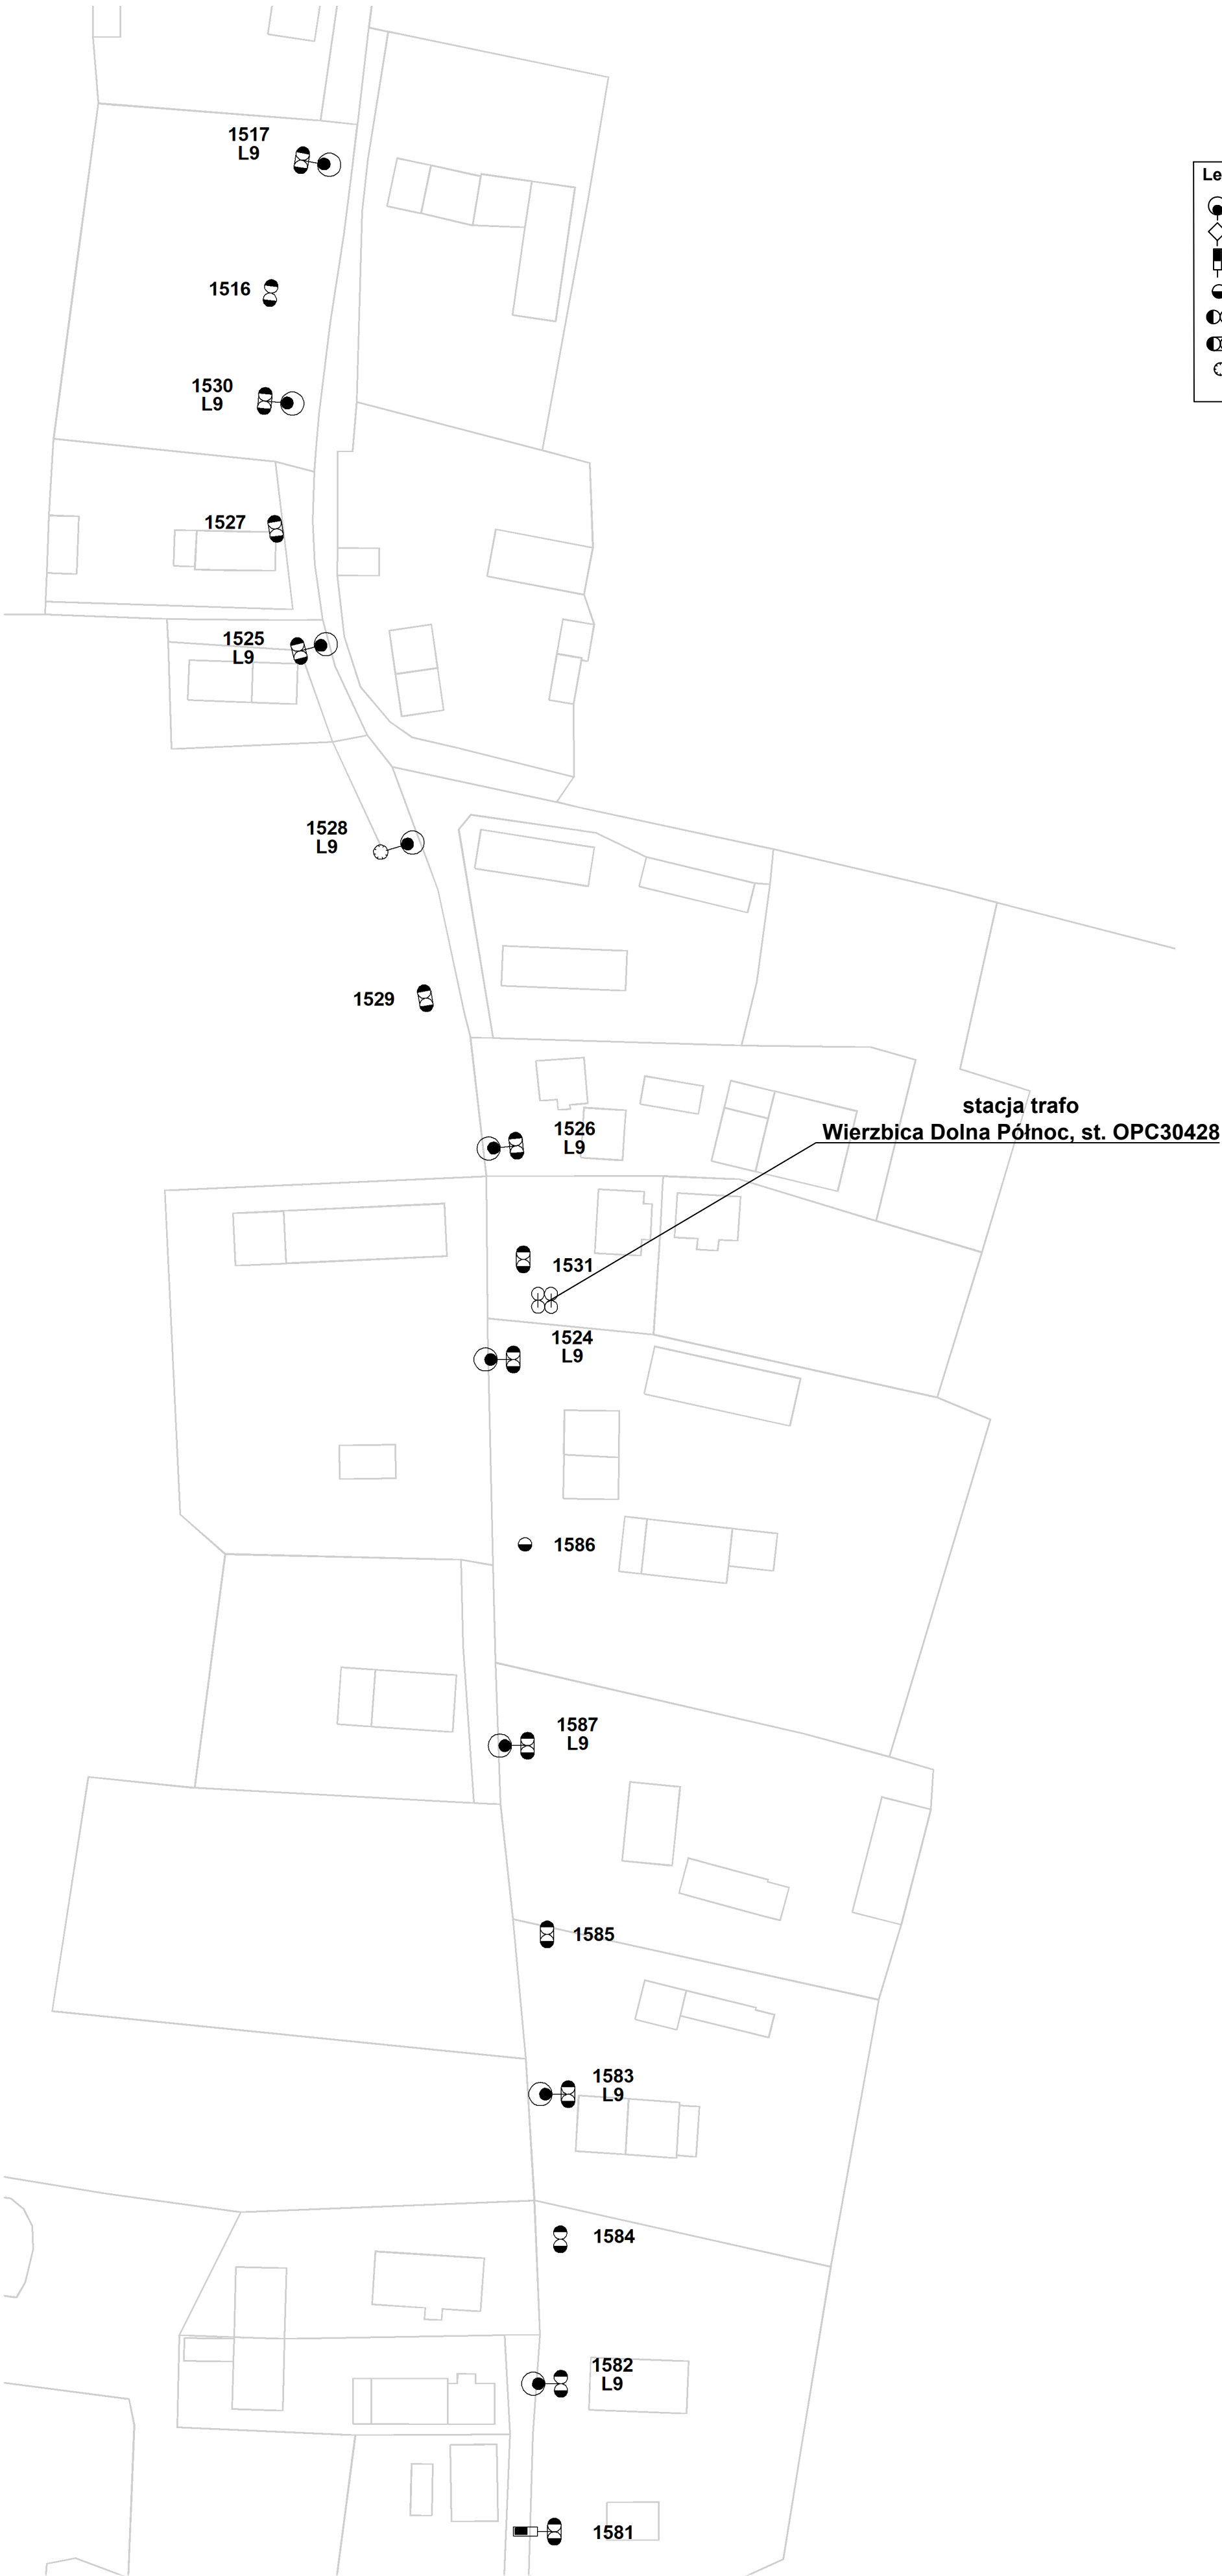 1517
L9
Le
1516
1530
L9
1527
1525
L9
1528
L9
1529
stacja trafo
Wierzbica Dolna Północ, st. OPC30428
1526
L9
1531
1524
L9
1586
1587
L9
1585
1583
L9
1584
1582
L9
1581